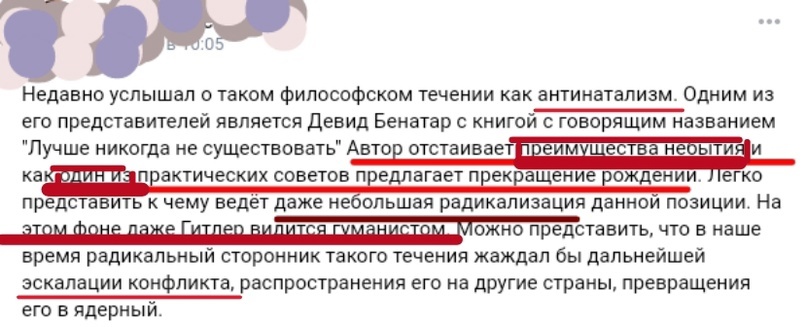 в 10:05
Недавно услышал о таком философском течении как антинатализм. Одним из
его представителей является Девид Бенатар с книгой с говорящим названием
"Лучше никогда не существовать" Автор отстаивает преимущества небытия и
как один из практических советов предлагает прекращение рождений. Легко
представить к чему ведёт даже небольшая радикализация данной позиции. На
этом фоне даже Гитлер видится гуманистом. Можно представить, что в наше
время радикальный сторонник такого течения жаждал бы дальнейшей
эскалации конфликта, распространения его на другие страны, превращения
его в ядерный.